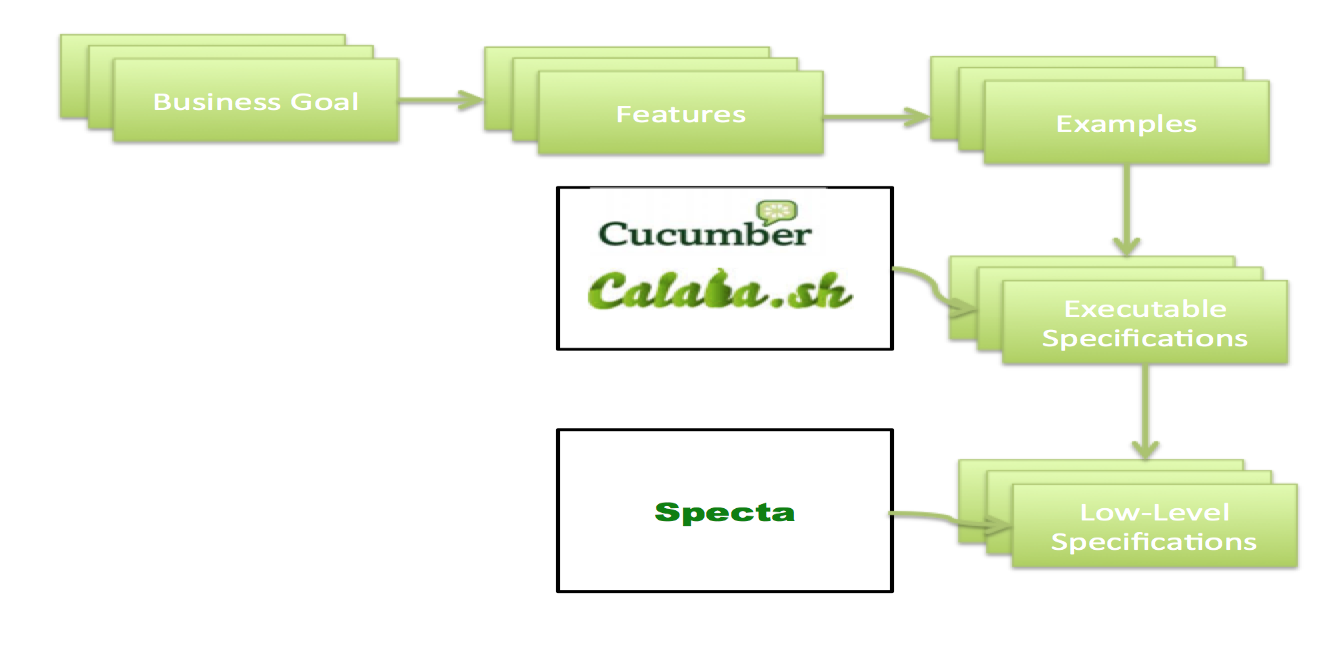 Business Goal
Features
Examples
Cucumber
Calaba.sh
Executable
Specifications
Specta
Low-Level
Specifications